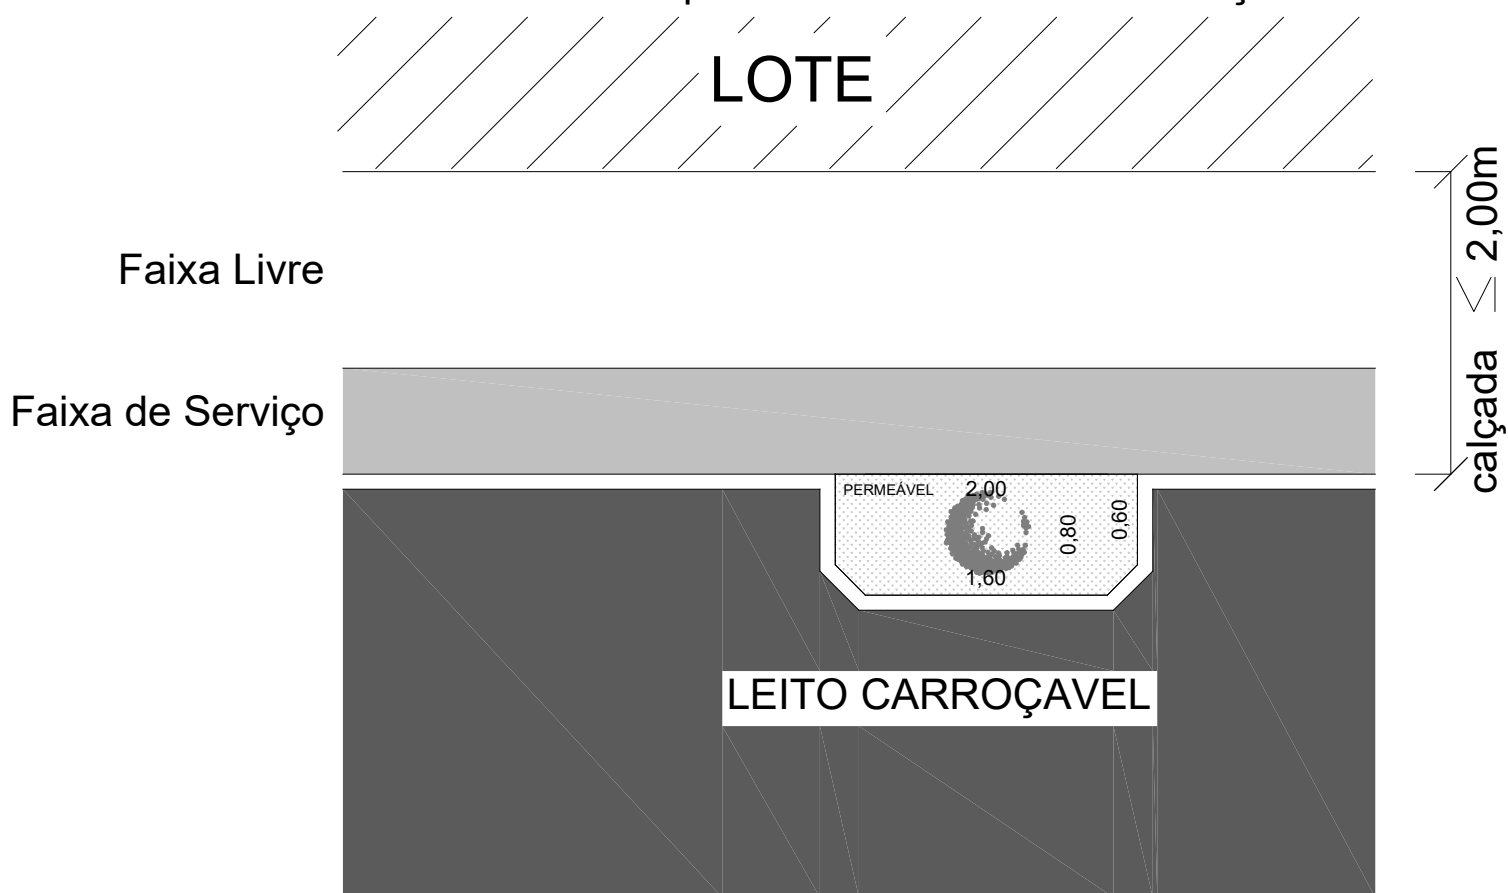 LOTE
Faixa Livre
calçada ≤ 2,00m
Faixa de Serviço
PERMEÁVEL
2,00
0,80
0,60
1,60
LEITO CARROÇAVEL